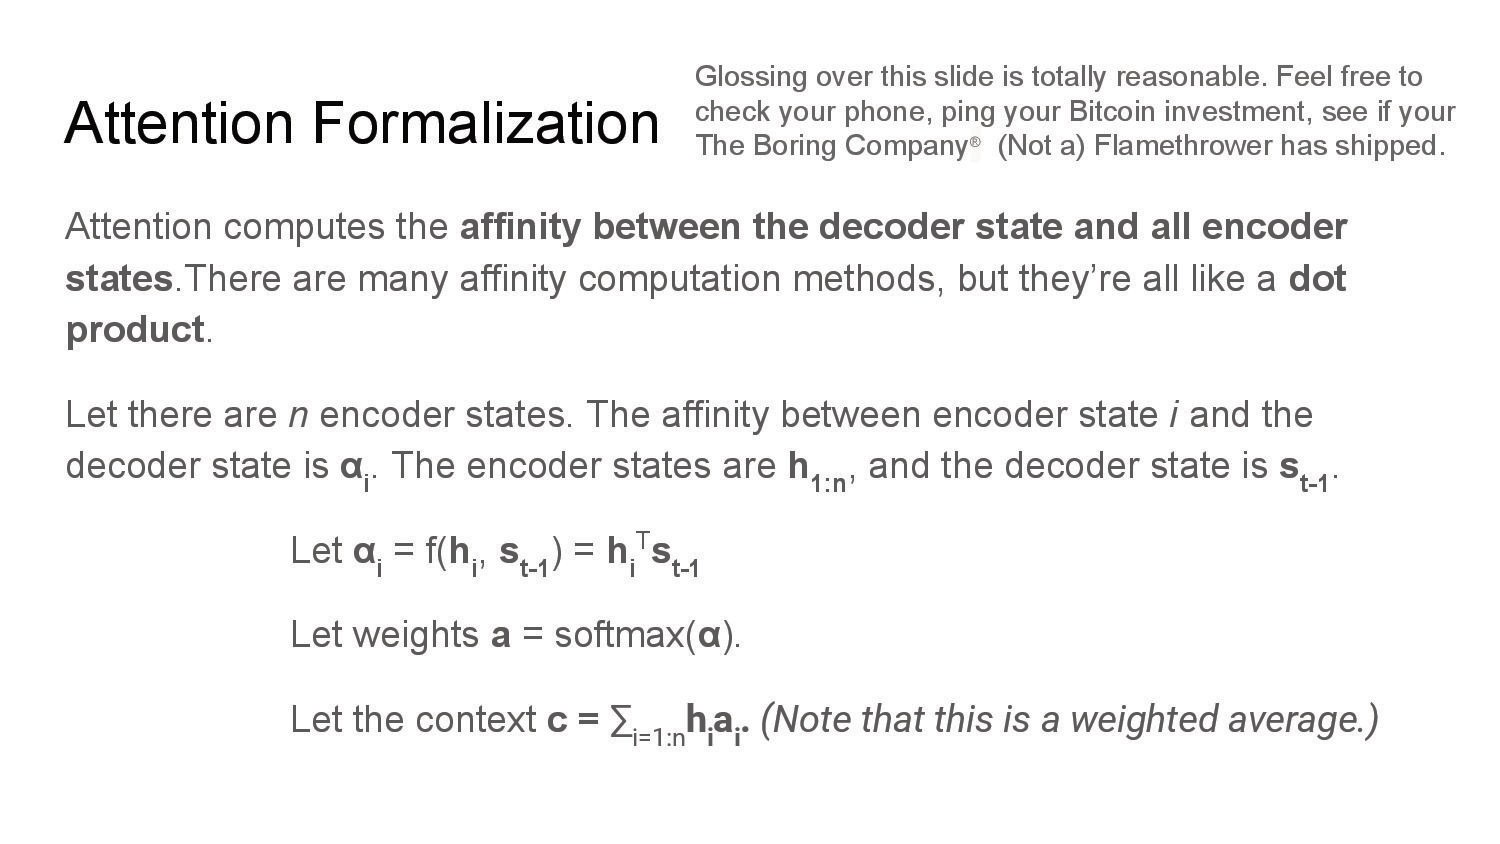 Attention Formalization
Glossing over this slide is totally reasonable. Feel free to
check your phone, ping your Bitcoin investment, see if your
The Boring Company® (Not a) Flamethrower has shipped.
Attention computes the affinity between the decoder state and all encoder
states.There are many affinity computation methods, but they’re all like a dot
product.
Let there are n encoder states. The affinity between encoder state i and the
decoder state is αᵢ. The encoder states are h₁:ₙ, and the decoder state is sₜ₋₁.
Let αᵢ = f(hᵢ, sₜ₋₁) = hᵢᵀsₜ₋₁
Let weights a = softmax(α).
Let the context c = ∑ᵢ₌₁:ₙhᵢaᵢ. (Note that this is a weighted average.)